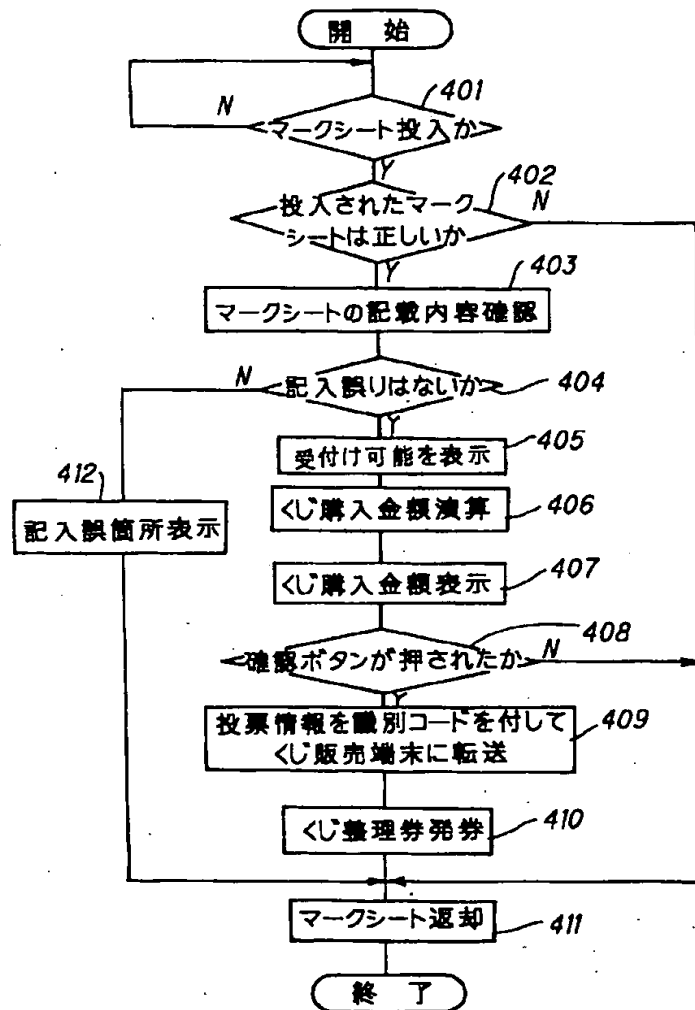 開始
401
N
マークシート投入か
Y
402
投入されたマーク
シートは正しいか
N
Y
403
マークシートの記載内容確認
N
記入誤りはないか
404
Y
受付け可能を表示
405
412
記入誤箇所表示
くじ購入金額演算
406
くじ購入金額表示
407
408
確認ボタンが押されたか
N
Y
投票情報を識別コードを付して
くじ販売端末に転送
409
くじ整理券発券
410
マークシート返却
411
終了